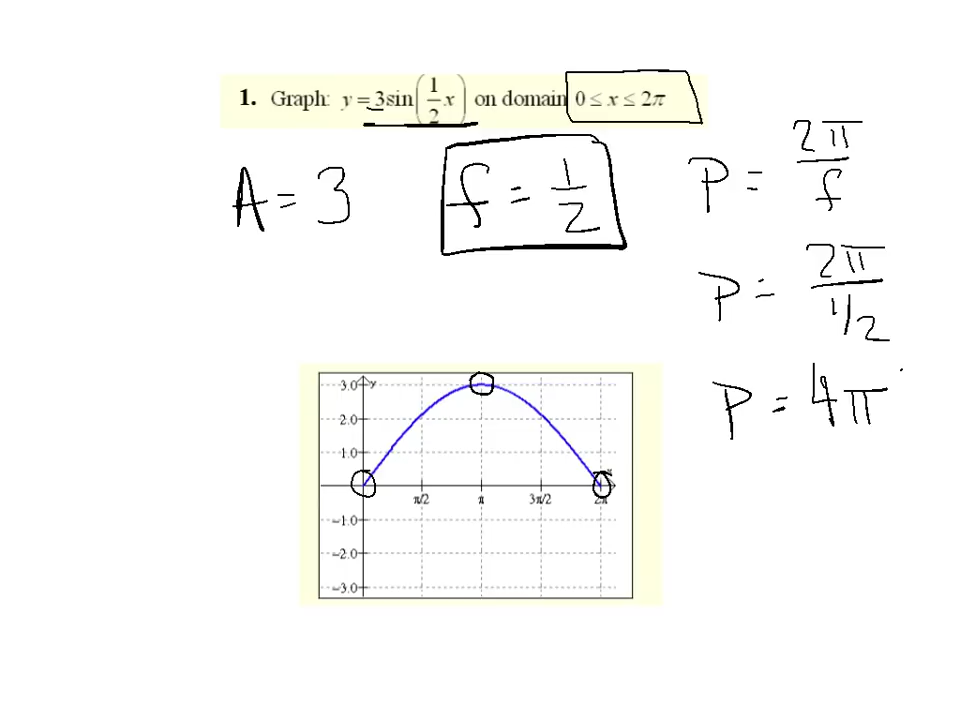 1. Graph: y = 3sin(1/2 x) on domain 0 ≤ x ≤ 2π
A = 3
f = 1/2
P = 2π/f
P = 2π/1/2
P = 4π
3.0 y
2.0
1.0
π/2 π 3π/2 2π
-1.0
-2.0
-3.0